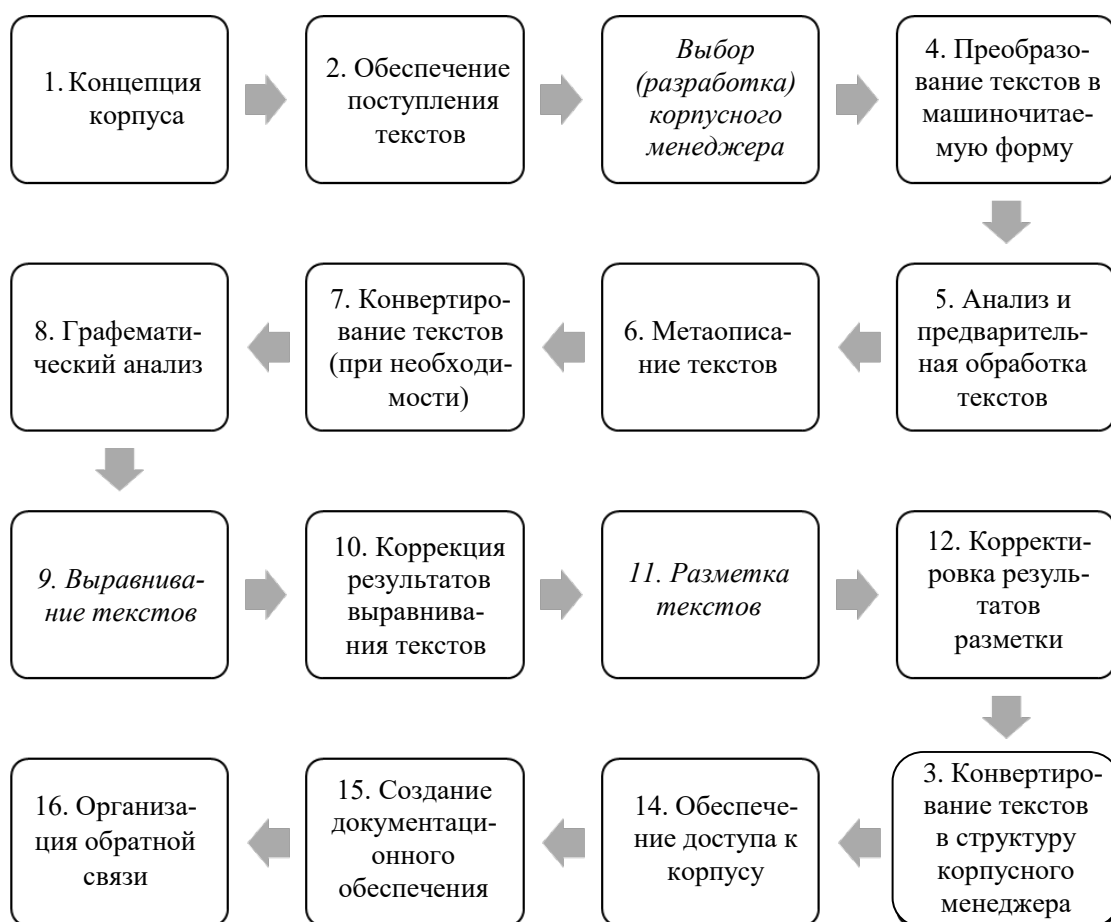 1. Концепция
корпуса
2. Обеспечение
поступления
текстов
Выбор
(разработка)
корпусного
менеджера
4. Преобразо-
вание текстов в
машиночитае-
мую форму
5. Анализ и
предваритель-
ная обработка
текстов
6. Метаописа-
ние текстов
7. Конвертиро-
вание текстов
(при необходи-
мости)
8. Графемати-
ческий анализ
9. Выравнива-
ние текстов
10. Коррекция
результатов
выравнива-
ния текстов
11. Разметка
текстов
12. Корректи-
ровка резуль-
татов
разметки
3. Конвертиро-
вание текстов
в структуру
корпусного
менеджера
14. Обеспече-
ние доступа к
корпусу
15. Создание
документаци-
онного
обеспечения
16. Организа-
ция обратной
связи